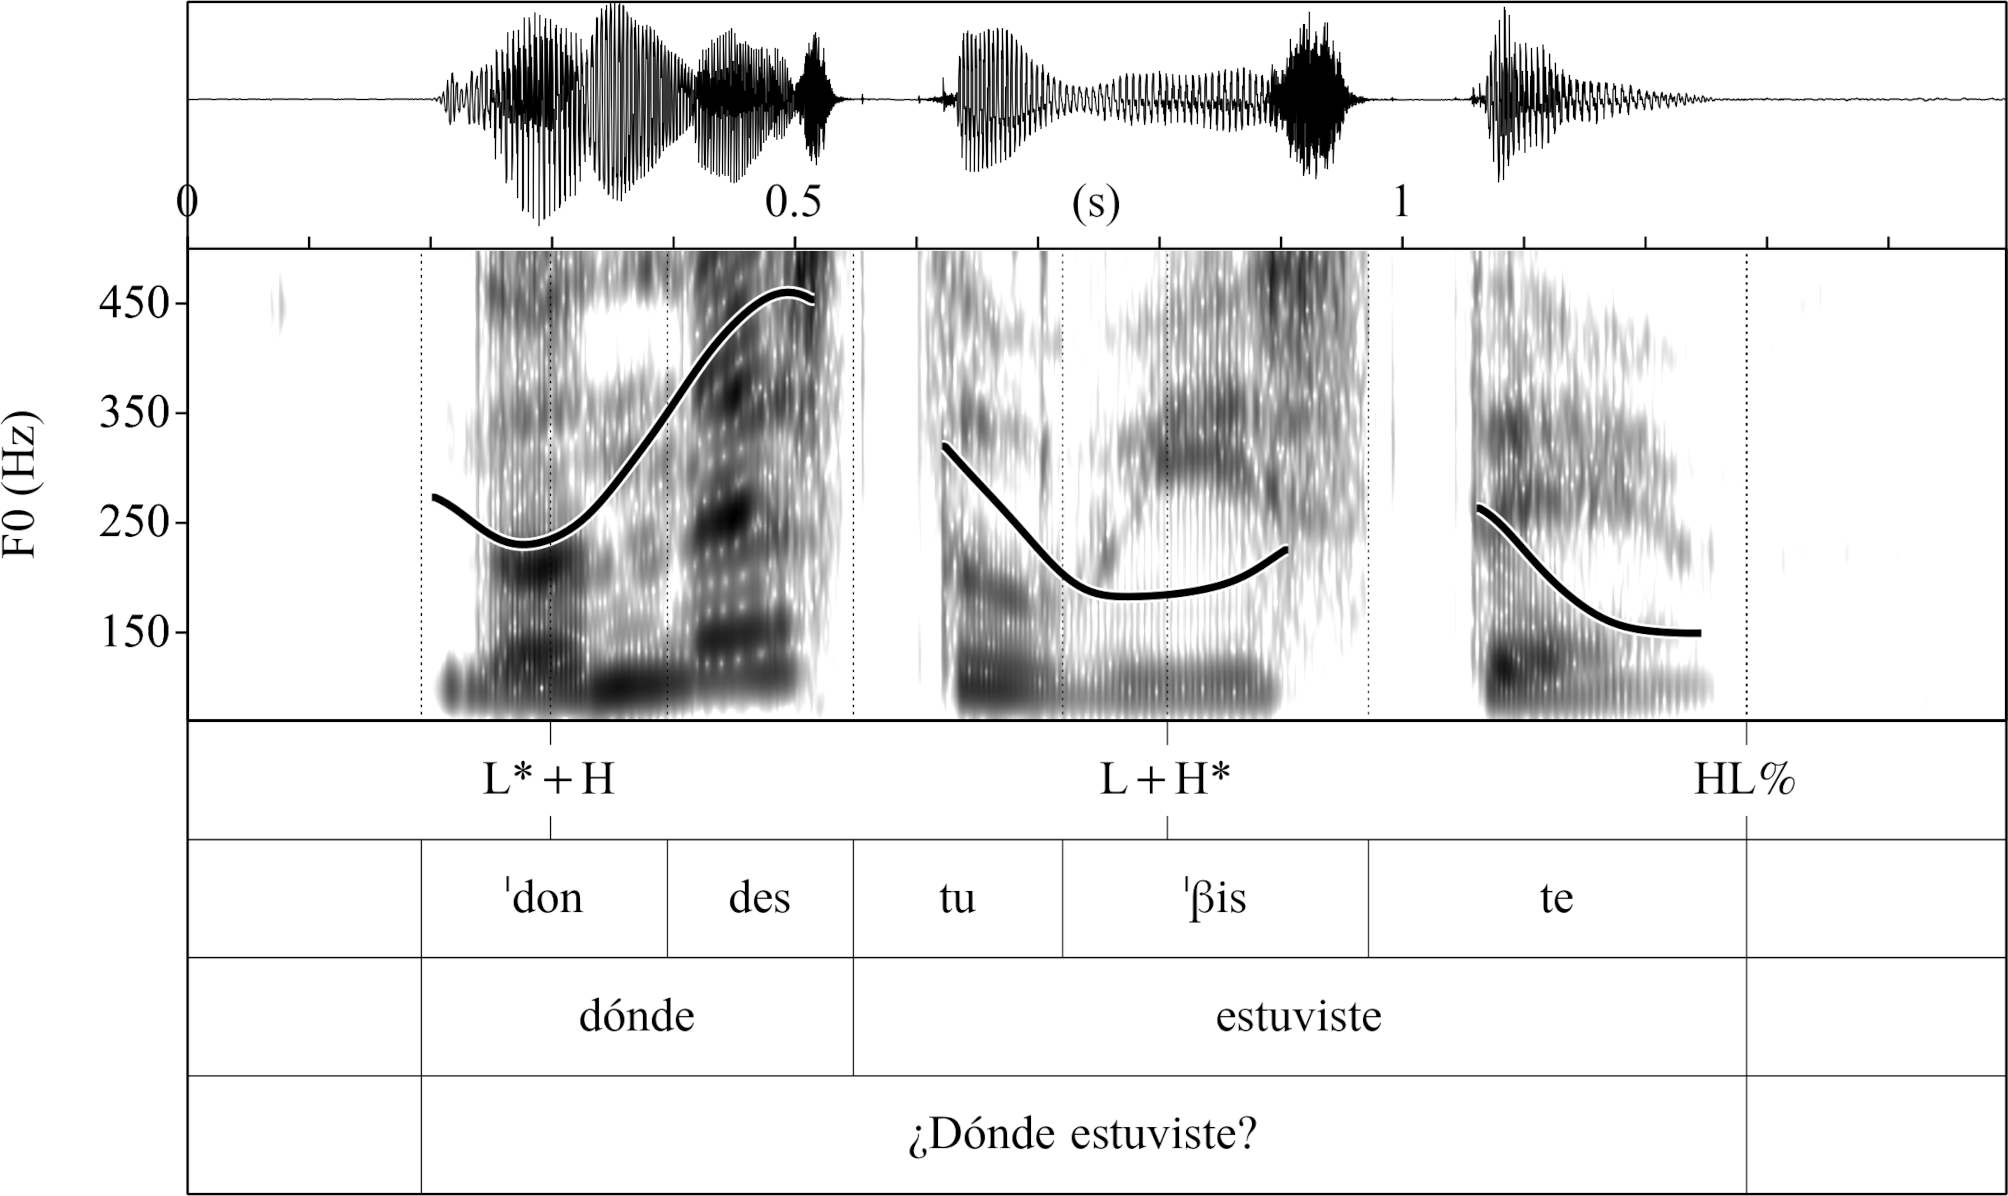 0 0.5 (s) 1
450
350
250
150
F0 (Hz)
L* + H L + H* HL%
ˈdon des tu ˈβis te
dónde estuviste
¿Dónde estuviste?